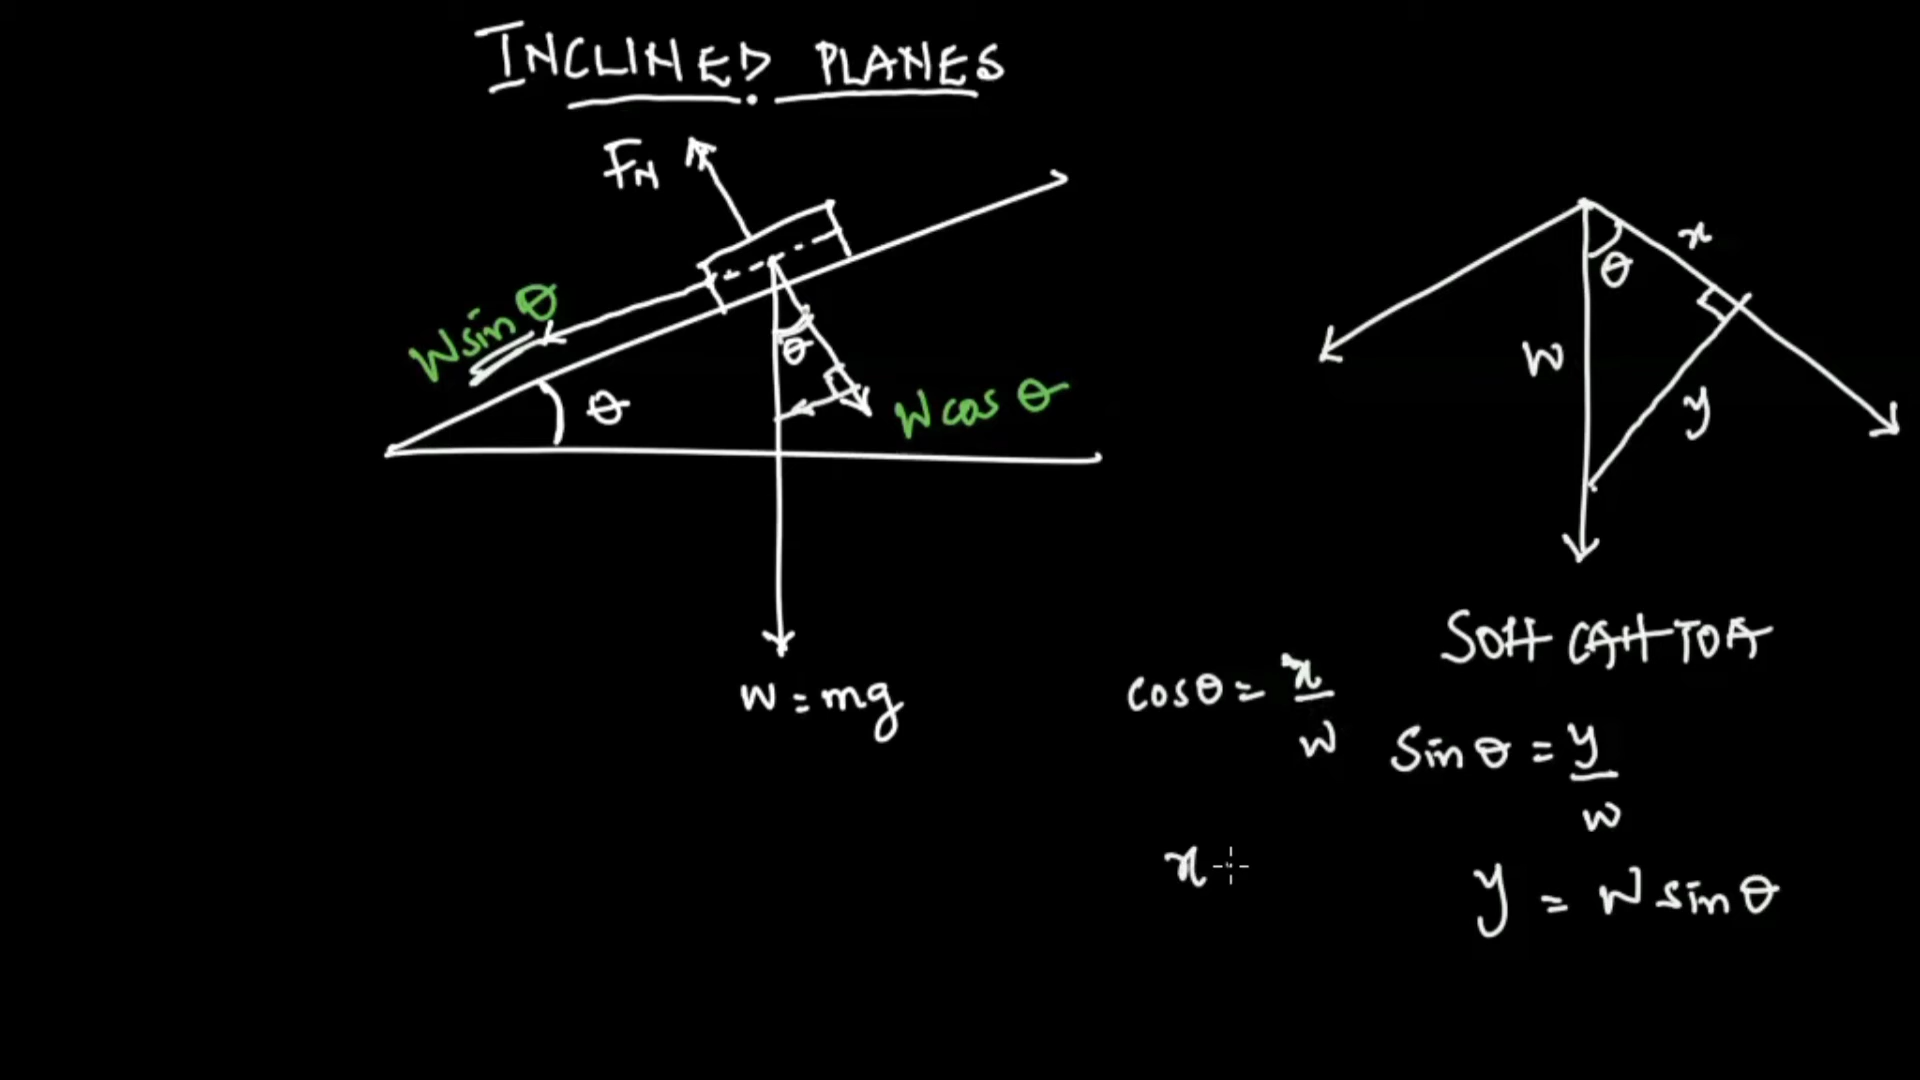 INCLINED PLANES
FN
W sin θ
θ
θ
W cos θ
W = mg
x
θ
W
y
SOH CAH TOA
cos θ = x/W
sin θ = y/W
x
y = W sin θ